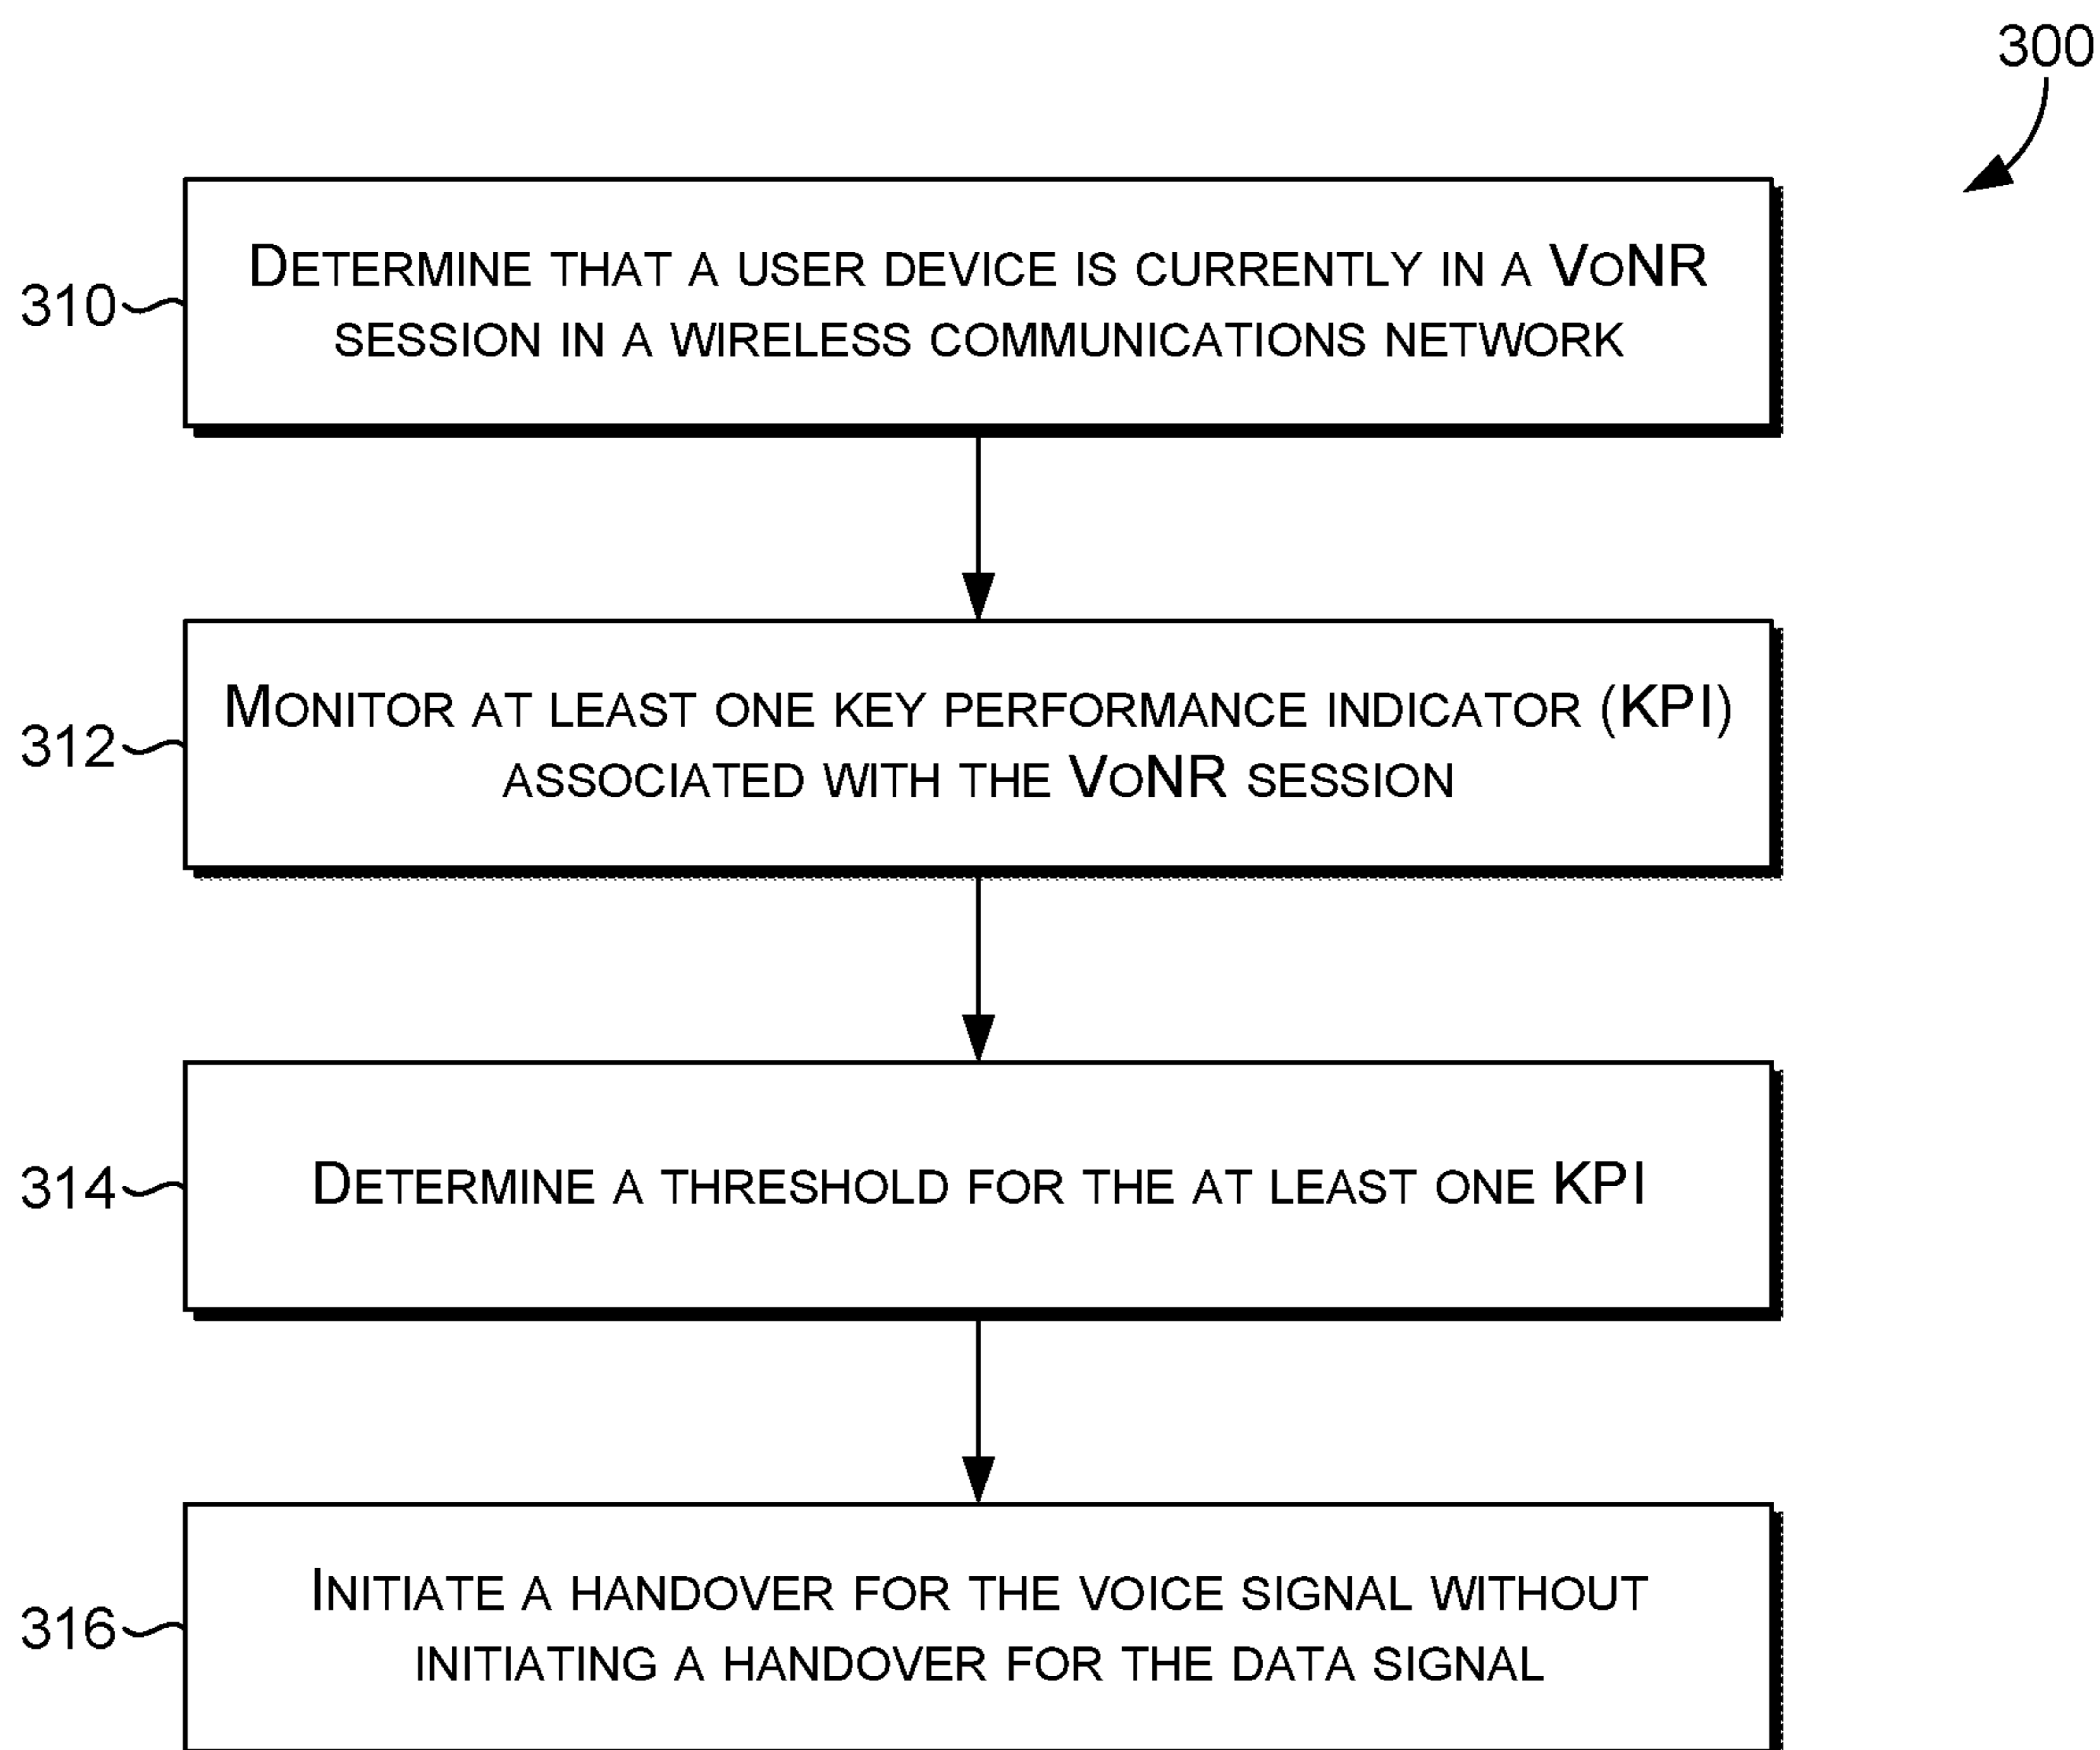 300
310
DETERMINE THAT A USER DEVICE IS CURRENTLY IN A VONR
SESSION IN A WIRELESS COMMUNICATIONS NETWORK
312
MONITOR AT LEAST ONE KEY PERFORMANCE INDICATOR (KPI)
ASSOCIATED WITH THE VONR SESSION
314
DETERMINE A THRESHOLD FOR THE AT LEAST ONE KPI
316
INITIATE A HANDOVER FOR THE VOICE SIGNAL WITHOUT
INITIATING A HANDOVER FOR THE DATA SIGNAL